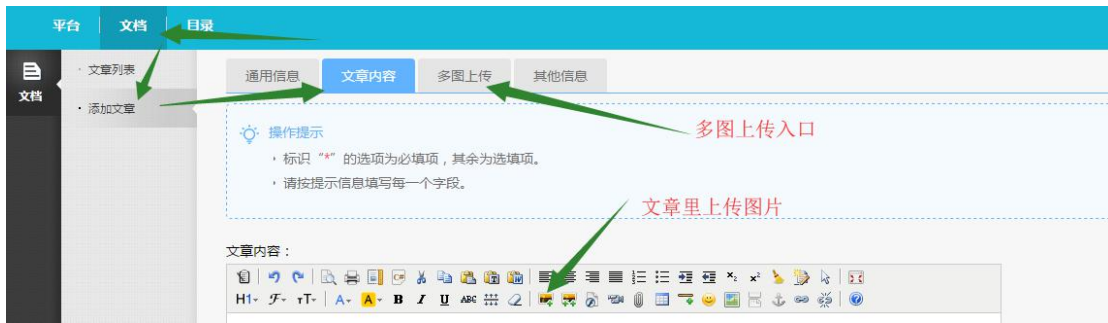 平台 文档 目录
文档
· 文章列表
· 添加文章
通用信息 文章内容 多图上传 其他信息
多图上传入口
操作提示
· 标识 “*” 的选项为必填项，其余为选填项。
· 请按提示信息填写每一个字段。
文章里上传图片
文章内容：
H1 F TT A A B I U ABC